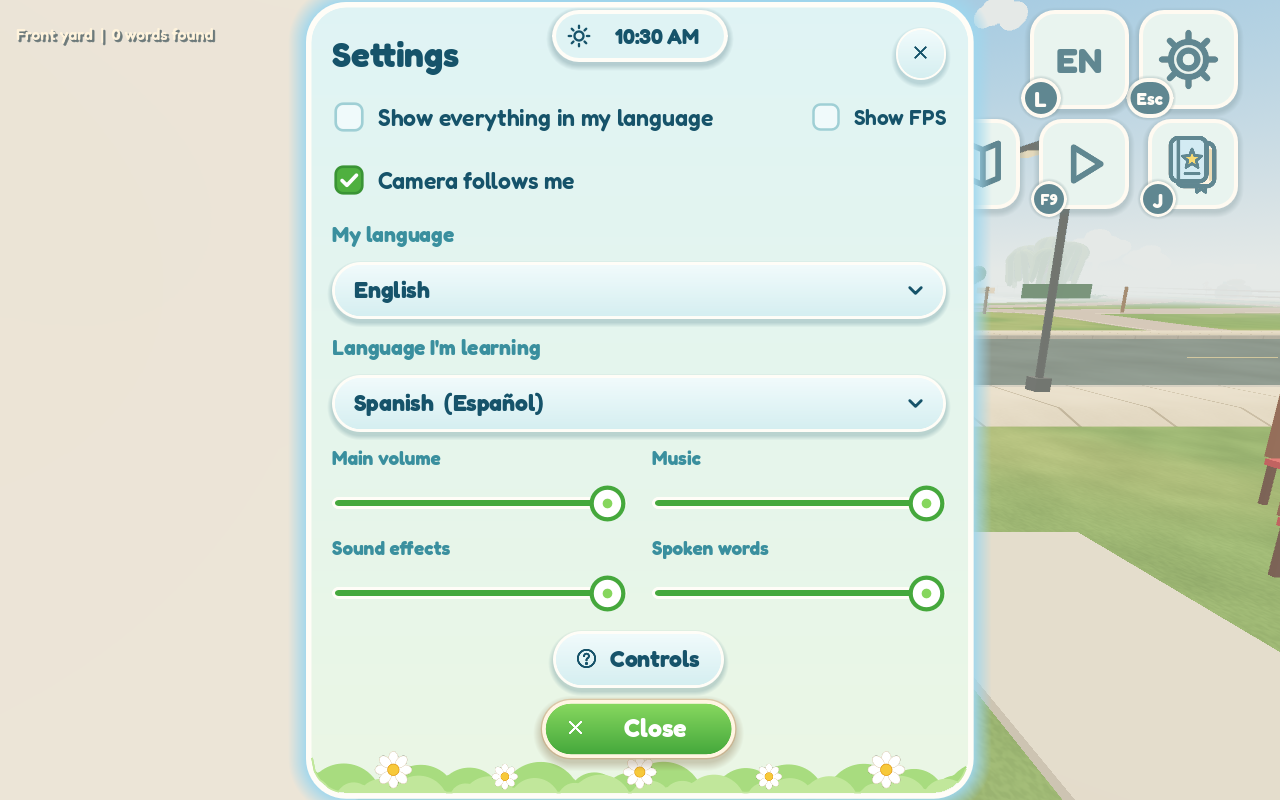 Front yard | 0 words found
10:30 AM
Settings
Show everything in my language
Show FPS
Camera follows me
My language
English
Language I'm learning
Spanish (Español)
Main volume
Music
Sound effects
Spoken words
Controls
Close
EN
L
Esc
F9
J